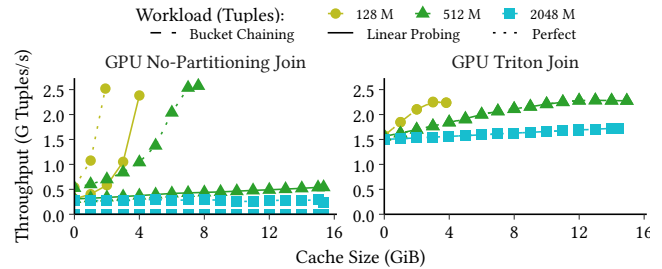 Workload (Tuples): 128 M 512 M 2048 M
Bucket Chaining Linear Probing Perfect
GPU No-Partitioning Join GPU Triton Join
Throughput (G Tuples/s)
2.5 2.5
2.0 2.0
1.5 1.5
1.0 1.0
0.5 0.5
0.0 0.0
0 4 8 12 16 0 4 8 12 16
Cache Size (GiB)